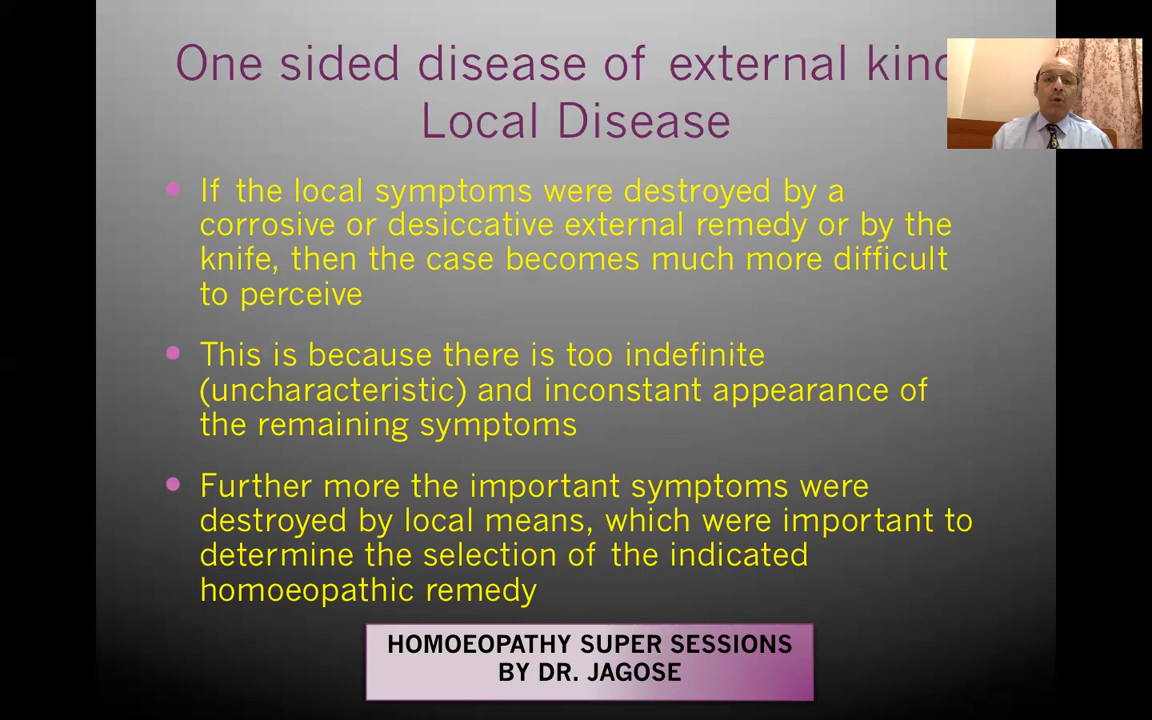 One sided disease of external kind
Local Disease
If the local symptoms were destroyed by a
corrosive or desiccative external remedy or by the
knife, then the case becomes much more difficult
to perceive
This is because there is too indefinite
(uncharacteristic) and inconstant appearance of
the remaining symptoms
Further more the important symptoms were
destroyed by local means, which were important to
determine the selection of the indicated
homoeopathic remedy
HOMOEOPATHY SUPER SESSIONS
BY DR. JAGOSE